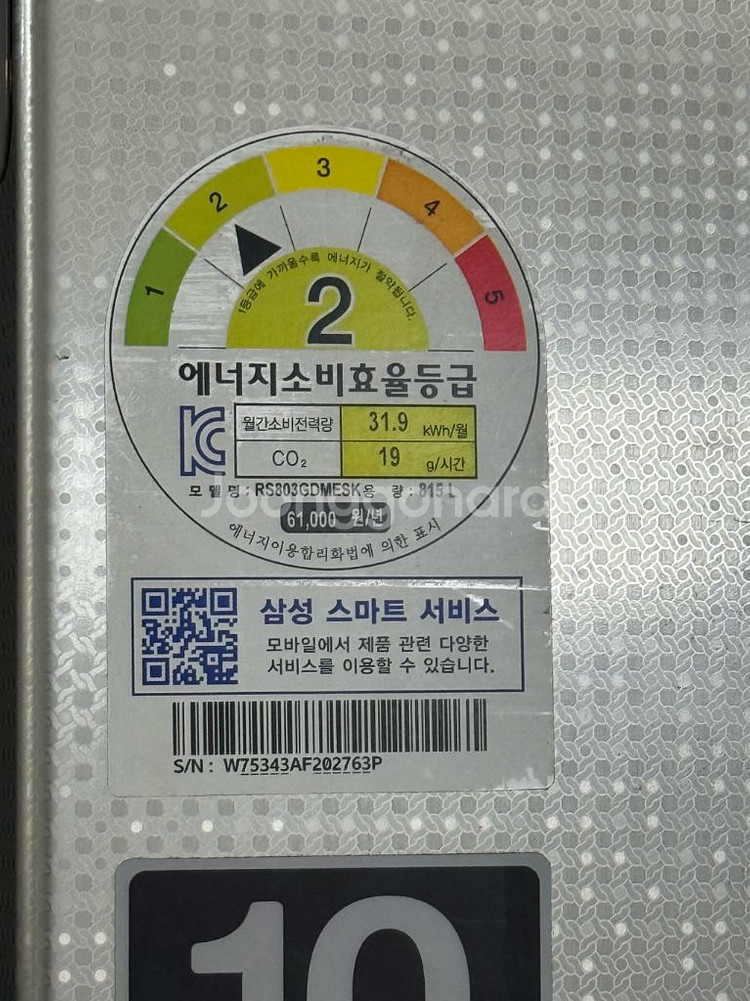 1 2 3 4 5
1등급에 가까울수록 에너지가 절약됩니다.
2
에너지소비효율등급
월간소비전력량 31.9 kWh/월
CO₂ 19 g/시간
모 델 명 : RS803GDMESK 용 량 : 815 L
Joonggonara
61,000 원/년
에너지이용합리화법에 의한 표시
삼성 스마트 서비스
모바일에서 제품 관련 다양한
서비스를 이용할 수 있습니다.
S/N : W75343AF202763P
10